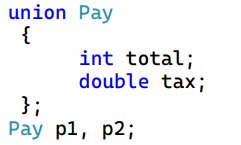 union Pay
{
int total;
double tax;
};
Pay p1, p2;